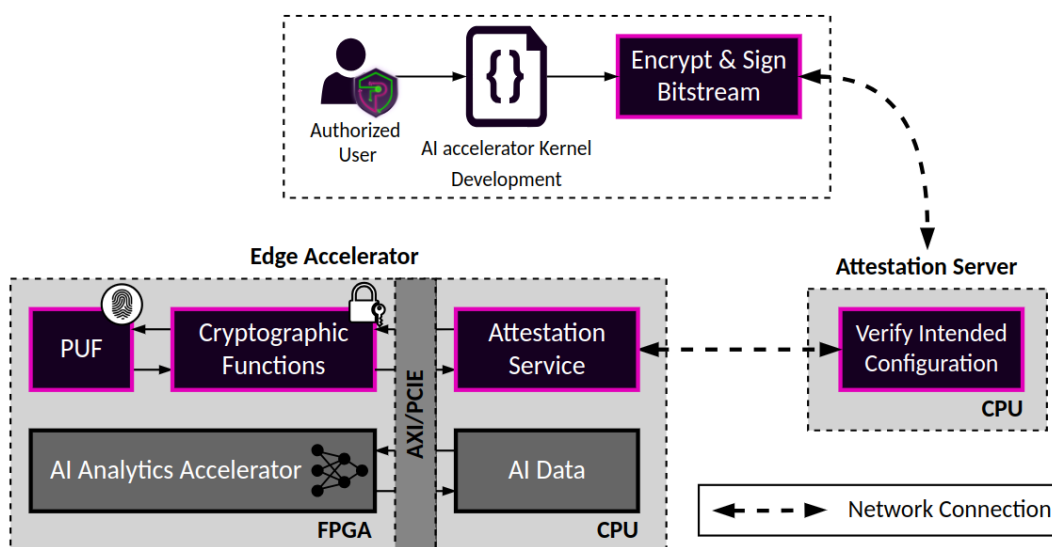 Encrypt & Sign
Bitstream
Authorized
User
AI accelerator Kernel
Development
Edge Accelerator
Attestation Server
PUF
Cryptographic
Functions
AXI/PCIE
Attestation
Service
Verify Intended
Configuration
CPU
AI Analytics Accelerator
AI Data
FPGA
CPU
Network Connection